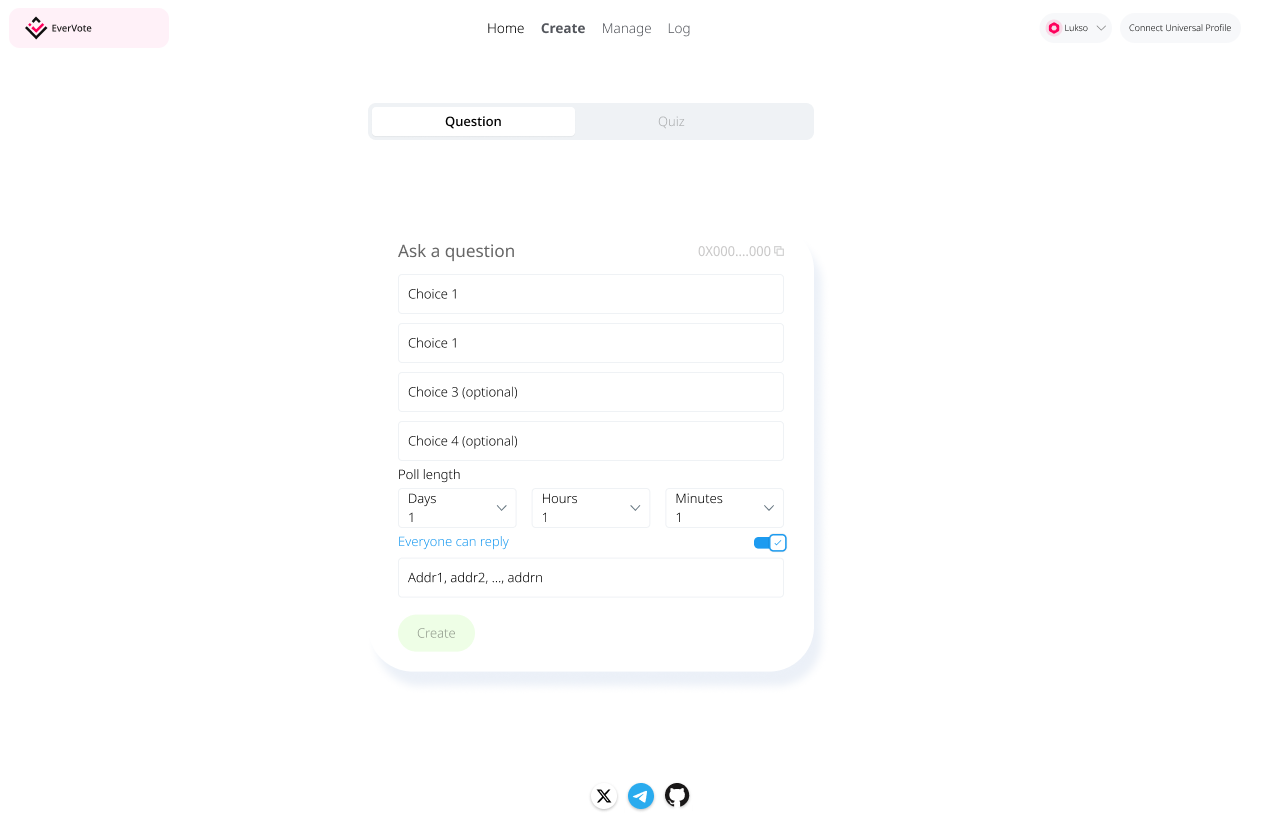 EverVote
Home Create Manage Log
Lukso
Connect Universal Profile
Question
Quiz
Ask a question
0X000....000
Choice 1
Choice 1
Choice 3 (optional)
Choice 4 (optional)
Poll length
Days
1
Hours
1
Minutes
1
Everyone can reply
Addr1, addr2, ..., addrn
Create